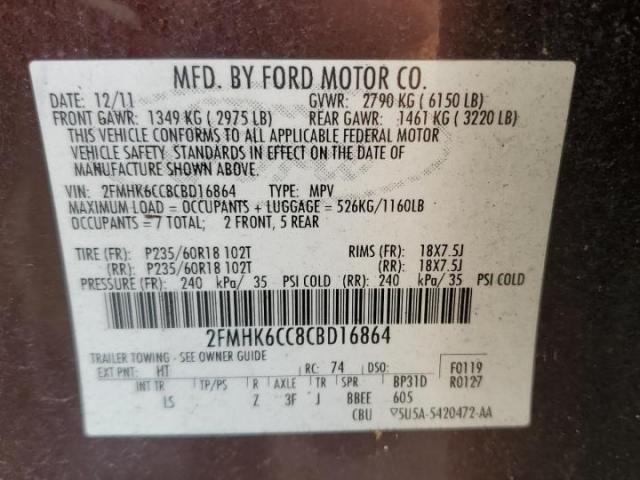 MFD. BY FORD MOTOR CO.
DATE: 12/11 GVWR: 2790 KG ( 6150 LB)
FRONT GAWR: 1349 KG ( 2975 LB) REAR GAWR: 1461 KG ( 3220 LB)
THIS VEHICLE CONFORMS TO ALL APPLICABLE FEDERAL MOTOR
VEHICLE SAFETY STANDARDS IN EFFECT ON THE DATE OF
MANUFACTURE SHOWN ABOVE.
VIN: 2FMHK6CC8CBD16864 TYPE: MPV
MAXIMUM LOAD = OCCUPANTS + LUGGAGE = 526KG/1160LB
OCCUPANTS = 7 TOTAL: 2 FRONT, 5 REAR
TIRE (FR): P235/60R18 102T RIMS (FR): 18X7.5J
(RR): P235/60R18 102T (RR): 18X7.5J
PRESSURE (FR): 240 kPa/ 35 PSI COLD (RR): 240 kPa/ 35 PSI COLD
2FMHK6CC8CBD16864
TRAILER TOWING - SEE OWNER GUIDE
EXT PNT: HT RC: 74 DSO: F0119
INT TR TP/PS R AXLE TR SPR BP31D R0127
LS Z 3F J BBEE 605
CBU ▽5U5A-5420472-AA